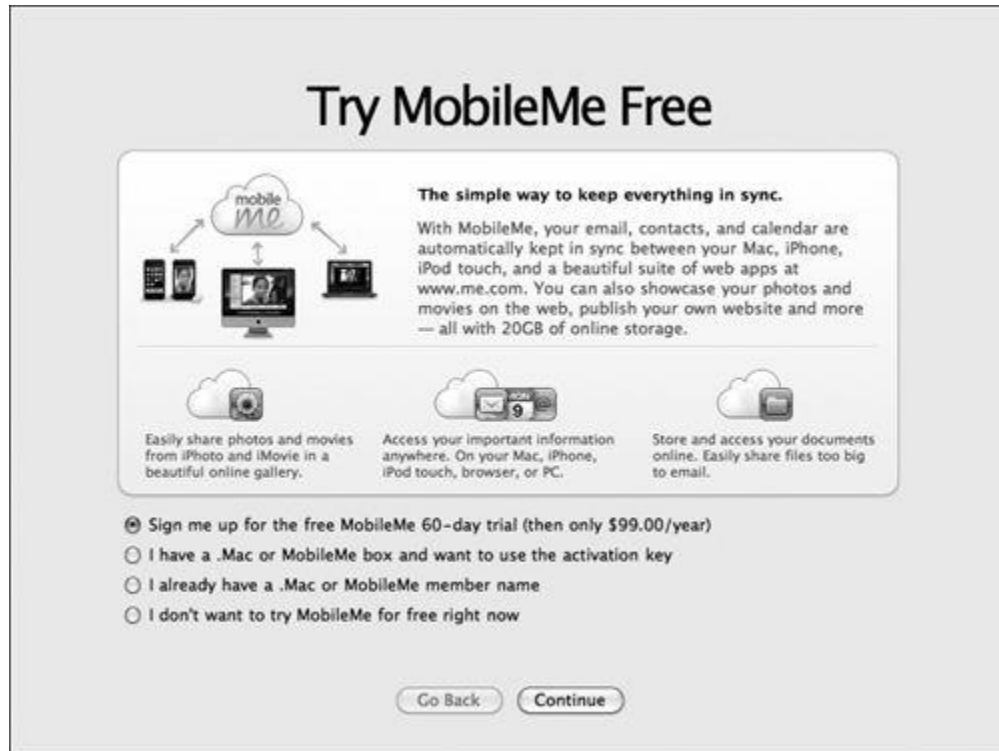 Try MobileMe Free
mobile
me
The simple way to keep everything in sync.
With MobileMe, your email, contacts, and calendar are
automatically kept in sync between your Mac, iPhone,
iPod touch, and a beautiful suite of web apps at
www.me.com. You can also showcase your photos and
movies on the web, publish your own website and more
— all with 20GB of online storage.
9
@
Easily share photos and movies
from iPhoto and iMovie in a
beautiful online gallery.
Access your important information
anywhere. On your Mac, iPhone,
iPod touch, browser, or PC.
Store and access your documents
online. Easily share files too big
to email.
Sign me up for the free MobileMe 60-day trial (then only $99.00/year)
I have a .Mac or MobileMe box and want to use the activation key
I already have a .Mac or MobileMe member name
I don't want to try MobileMe for free right now
Go Back
Continue